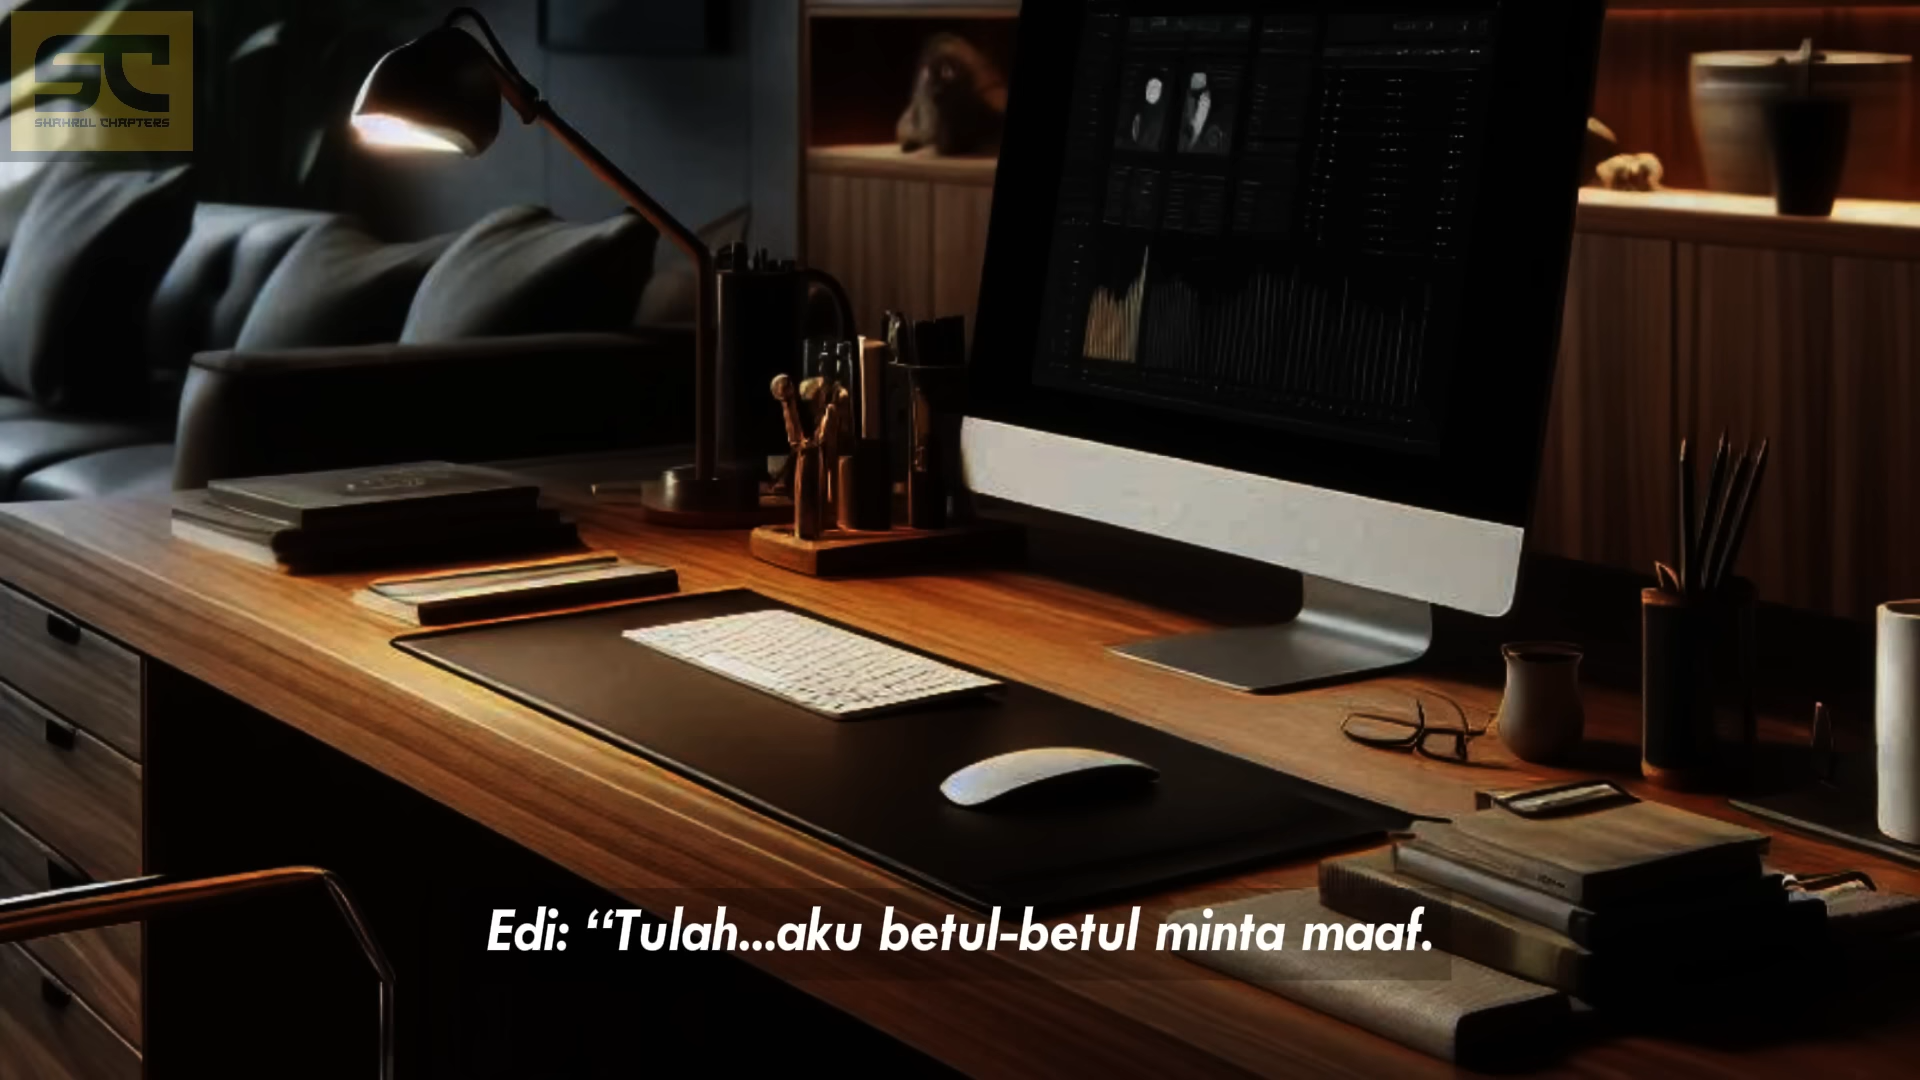 SC
SHAHRUL CHAPTERS
Edi: “Tulah...aku betul-betul minta maaf.